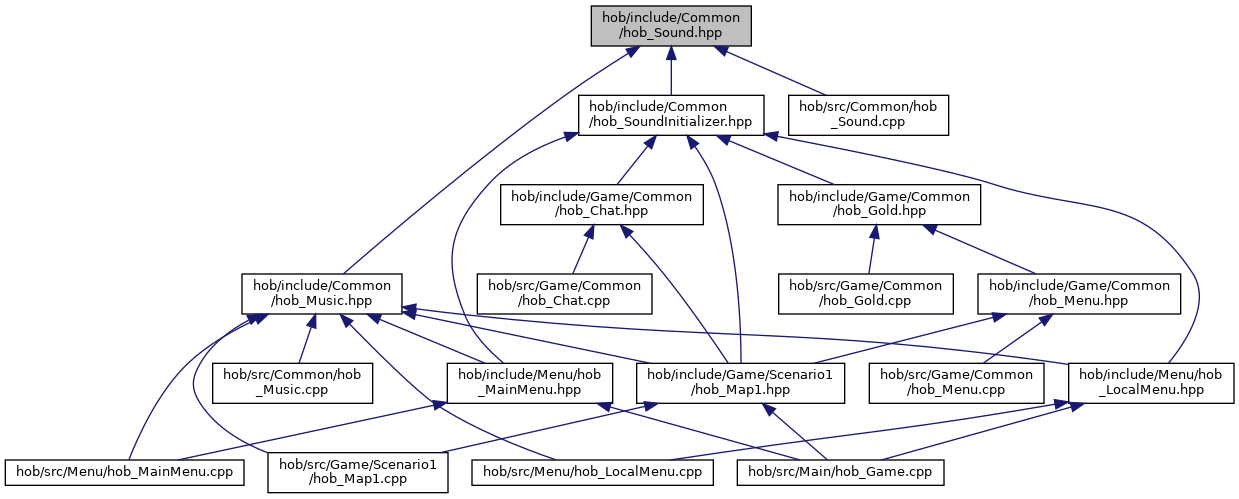 hob/include/Common
/hob_Sound.hpp
hob/include/Common
/hob_SoundInitializer.hpp
hob/src/Common/hob
_Sound.cpp
hob/include/Game/Common
/hob_Chat.hpp
hob/include/Game/Common
/hob_Gold.hpp
hob/include/Common
/hob_Music.hpp
hob/src/Game/Common
/hob_Chat.cpp
hob/src/Game/Common
/hob_Gold.cpp
hob/include/Game/Common
/hob_Menu.hpp
hob/src/Common/hob
_Music.cpp
hob/include/Menu/hob
_MainMenu.hpp
hob/include/Game/Scenario1
/hob_Map1.hpp
hob/src/Game/Common
/hob_Menu.cpp
hob/include/Menu/hob
_LocalMenu.hpp
hob/src/Menu/hob_MainMenu.cpp
hob/src/Game/Scenario1
/hob_Map1.cpp
hob/src/Menu/hob_LocalMenu.cpp
hob/src/Main/hob_Game.cpp